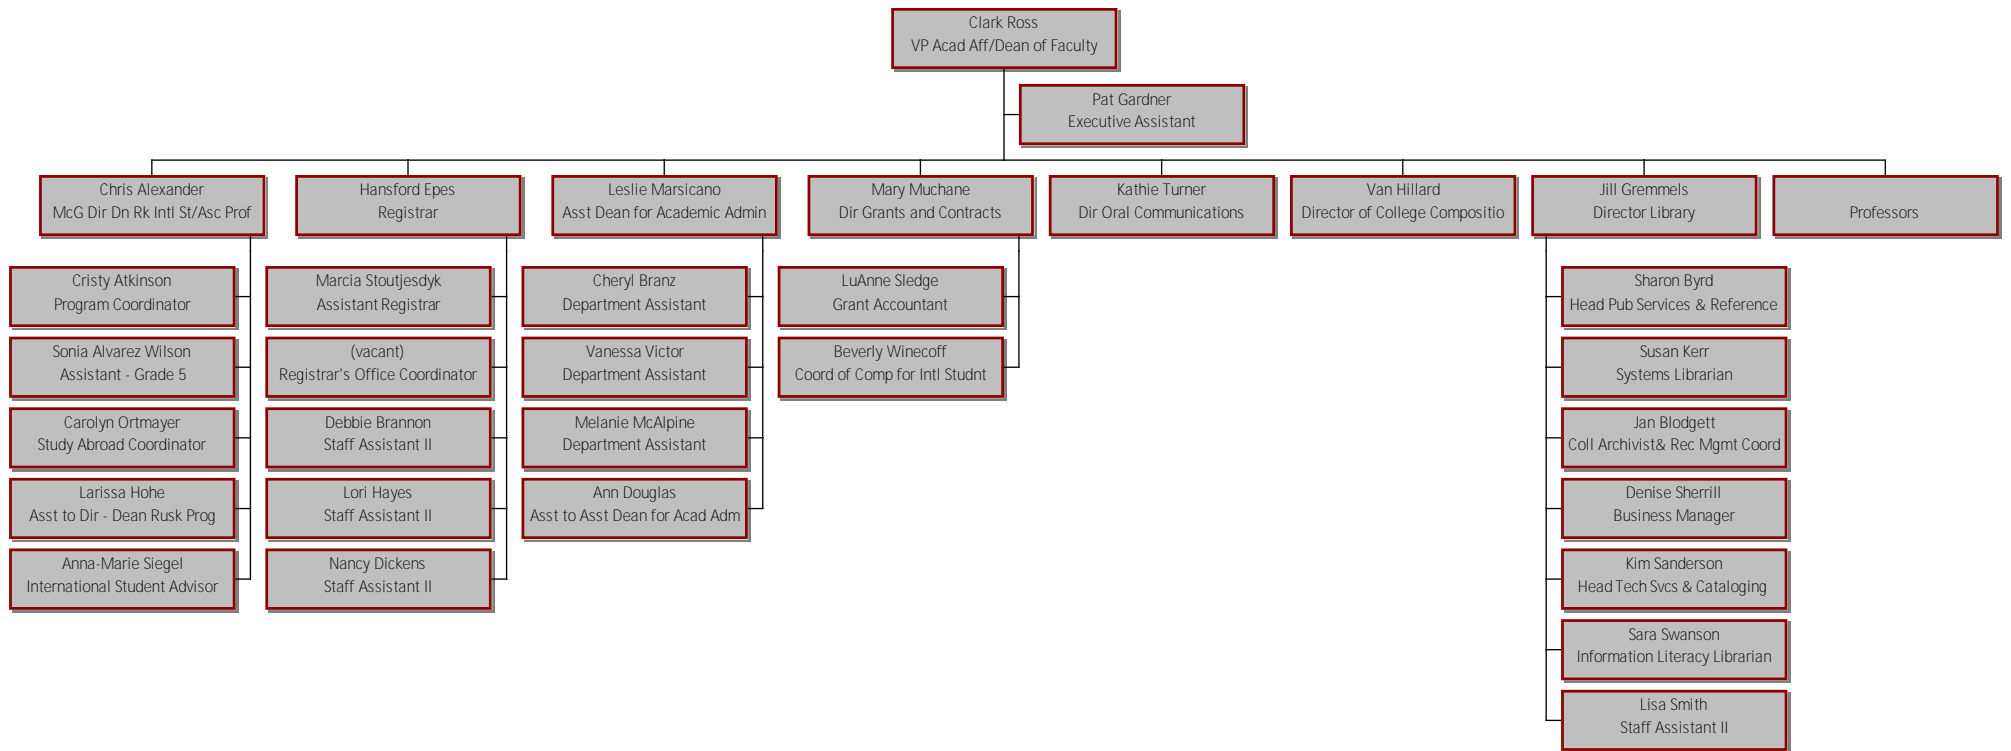 Clark Ross
VP Acad Aff/Dean of Faculty
Pat Gardner
Executive Assistant
Chris Alexander
McG Dir Dn Rk Intl St/Asc Prof
Hansford Epes
Registrar
Leslie Marsicano
Asst Dean for Academic Admin
Mary Muchane
Dir Grants and Contracts
Kathie Turner
Dir Oral Communications
Van Hillard
Director of College Compositio
Jill Gremmels
Director Library
Professors
Cristy Atkinson
Program Coordinator
Sonia Alvarez Wilson
Assistant - Grade 5
Carolyn Ortmayer
Study Abroad Coordinator
Larissa Hohe
Asst to Dir - Dean Rusk Prog
Anna-Marie Siegel
International Student Advisor
Marcia Stoutjesdyk
Assistant Registrar
(vacant)
Registrar's Office Coordinator
Debbie Brannon
Staff Assistant II
Lori Hayes
Staff Assistant II
Nancy Dickens
Staff Assistant II
Cheryl Branz
Department Assistant
Vanessa Victor
Department Assistant
Melanie McAlpine
Department Assistant
Ann Douglas
Asst to Asst Dean for Acad Adm
LuAnne Sledge
Grant Accountant
Beverly Winecoff
Coord of Comp for Intl Studnt
Sharon Byrd
Head Pub Services & Reference
Susan Kerr
Systems Librarian
Jan Blodgett
Coll Archivist& Rec Mgmt Coord
Denise Sherrill
Business Manager
Kim Sanderson
Head Tech Svcs & Cataloging
Sara Swanson
Information Literacy Librarian
Lisa Smith
Staff Assistant II